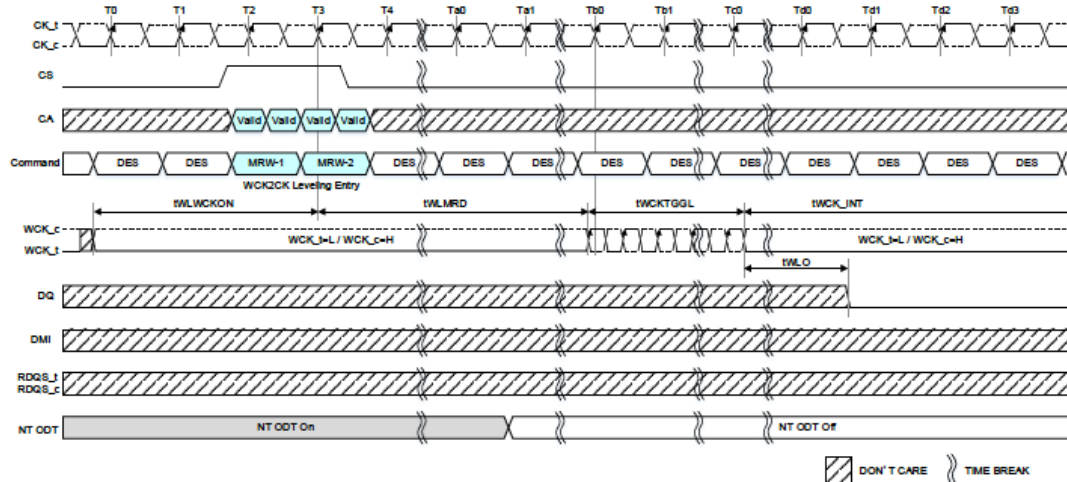 T0 T1 T2 T3 T4 Ta0 Ta1 Tb0 Tb1 Tc0 Td0 Td1 Td2 Td3
CK_t
CK_c
CS
CA Valid Valid Valid Valid
Command DES DES MRW-1 MRW-2 DES DES DES DES DES DES DES DES DES DES
WCK2CK Leveling Entry
tWLWCKON tWLMRD tWCKTGGL tWCK_INT
WCK_c
WCK_t
WCK_t=L / WCK_c=H WCK_t=L / WCK_c=H
tWLO
DQ
DMI
RDQS_t
RDQS_c
NT ODT NT ODT On NT ODT Off
DON' T CARE TIME BREAK